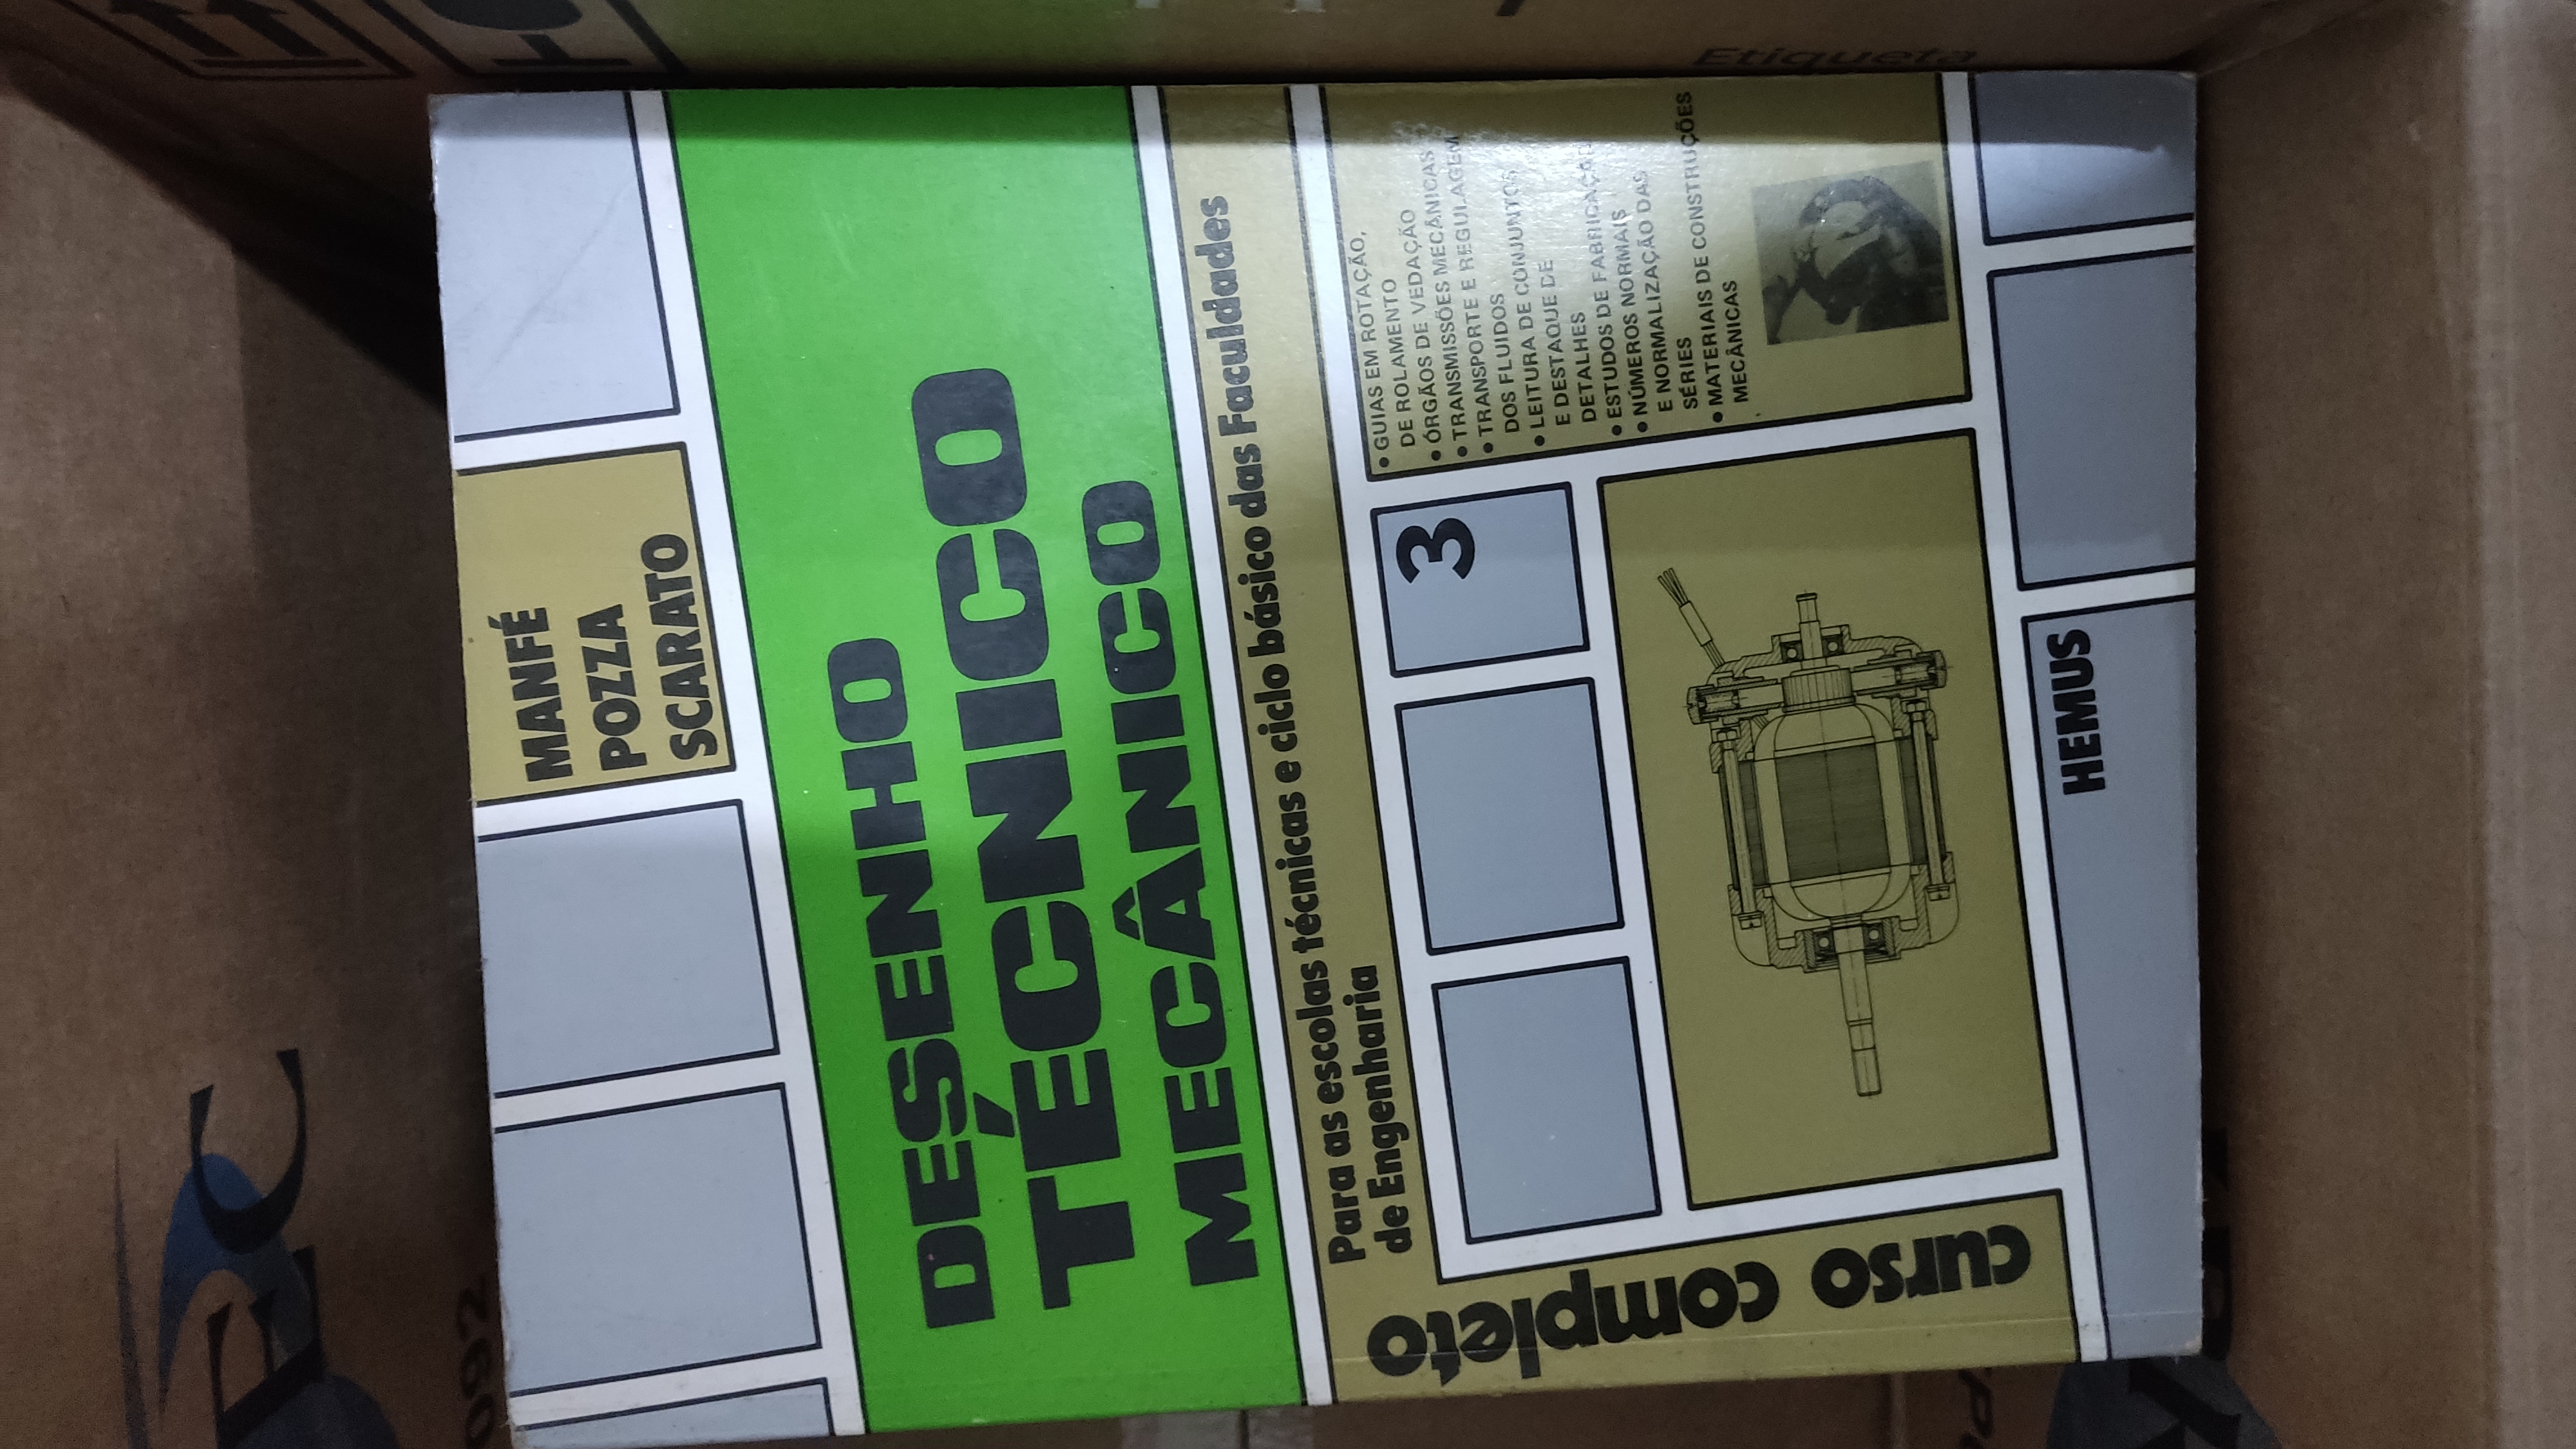 MANFÉ
POZZA
SCARATO
DESENHO
TÉCNICO
MECÂNICO
Para as escolas técnicas e ciclo básico das Faculdades
de Engenharia
3
• GUIAS EM ROTAÇÃO,
DE ROLAMENTO
• ÓRGÃOS DE VEDAÇÃO
• TRANSMISSÕES MECÂNICAS
• TRANSPORTE E REGULAGEM
DOS FLUIDOS
• LEITURA DE CONJUNTOS
E DESTAQUE DE
DETALHES
• ESTUDOS DE FABRICAÇÃO
• NÚMEROS NORMAIS
E NORMALIZAÇÃO DAS
SÉRIES
• MATERIAIS DE CONSTRUÇÕES
MECÂNICAS
curso completo
HEMUS
Etiqueta
092